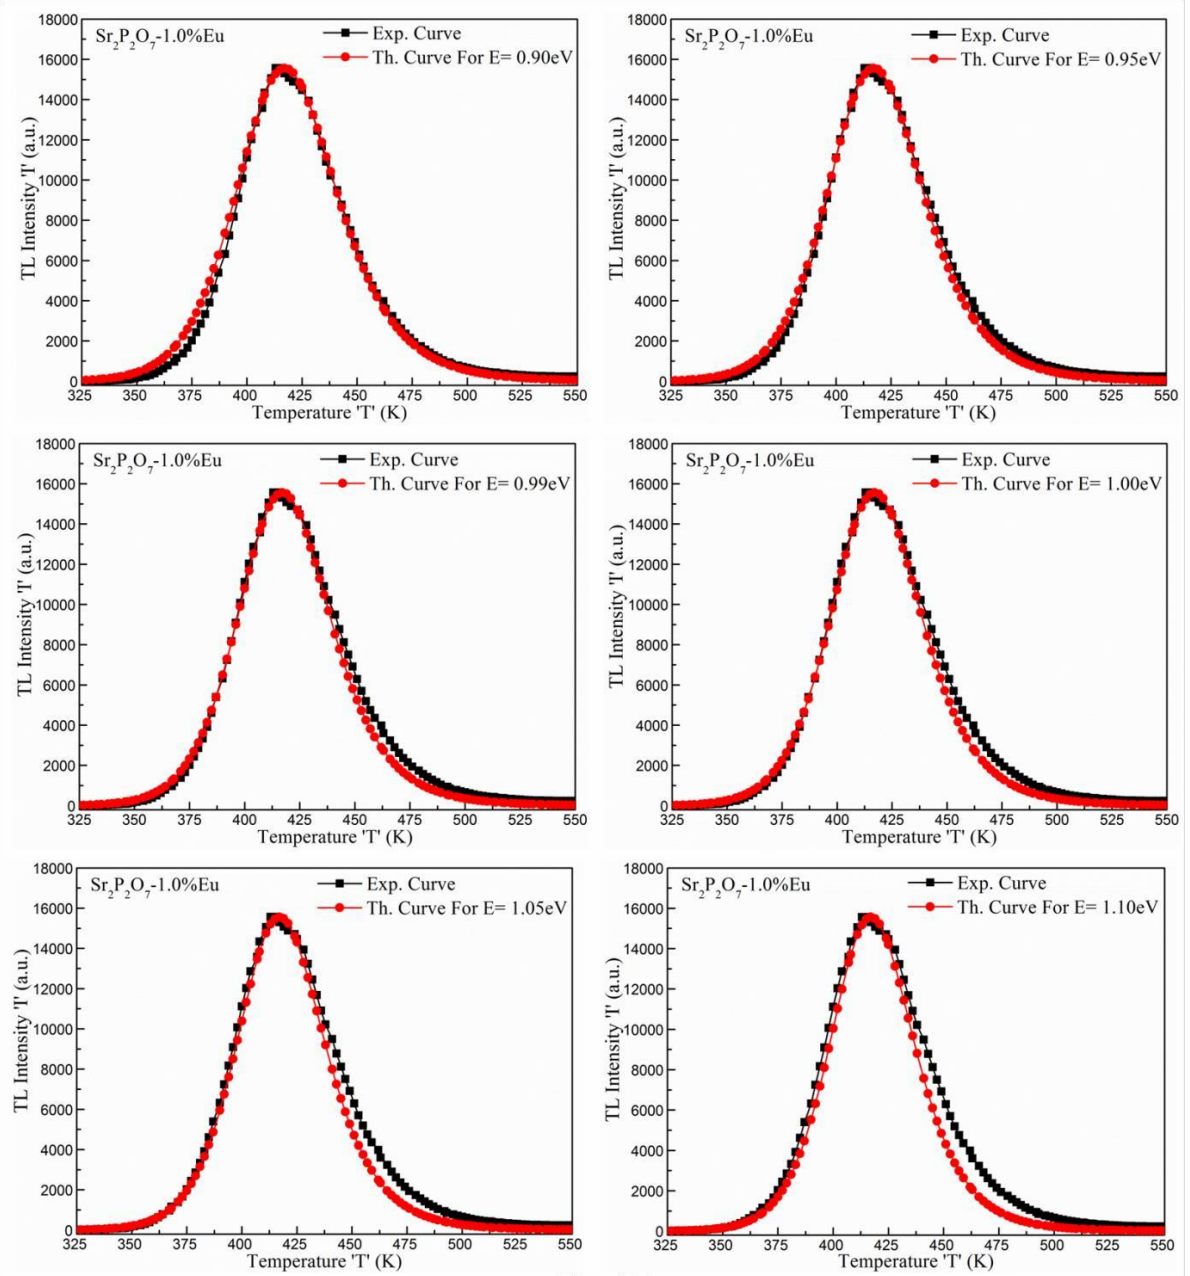 Sr2P2O7-1.0%Eu
Exp. Curve
Th. Curve For E= 0.90eV
18000
16000
14000
12000
10000
8000
6000
4000
2000
0
TL Intensity 'I' (a.u.)
325 350 375 400 425 450 475 500 525 550
Temperature 'T' (K)
Sr2P2O7-1.0%Eu
Exp. Curve
Th. Curve For E= 0.95eV
18000
16000
14000
12000
10000
8000
6000
4000
2000
0
TL Intensity 'I' (a.u.)
325 350 375 400 425 450 475 500 525 550
Temperature 'T' (K)
Sr2P2O7-1.0%Eu
Exp. Curve
Th. Curve For E= 0.99eV
18000
16000
14000
12000
10000
8000
6000
4000
2000
0
TL Intensity 'I' (a.u.)
325 350 375 400 425 450 475 500 525 550
Temperature 'T' (K)
Sr2P2O7-1.0%Eu
Exp. Curve
Th. Curve For E= 1.00eV
18000
16000
14000
12000
10000
8000
6000
4000
2000
0
TL Intensity 'I' (a.u.)
325 350 375 400 425 450 475 500 525 550
Temperature 'T' (K)
Sr2P2O7-1.0%Eu
Exp. Curve
Th. Curve For E= 1.05eV
18000
16000
14000
12000
10000
8000
6000
4000
2000
0
TL Intensity 'I' (a.u.)
325 350 375 400 425 450 475 500 525 550
Temperature 'T' (K)
Sr2P2O7-1.0%Eu
Exp. Curve
Th. Curve For E= 1.10eV
18000
16000
14000
12000
10000
8000
6000
4000
2000
0
TL Intensity 'I' (a.u.)
325 350 375 400 425 450 475 500 525 550
Temperature 'T' (K)